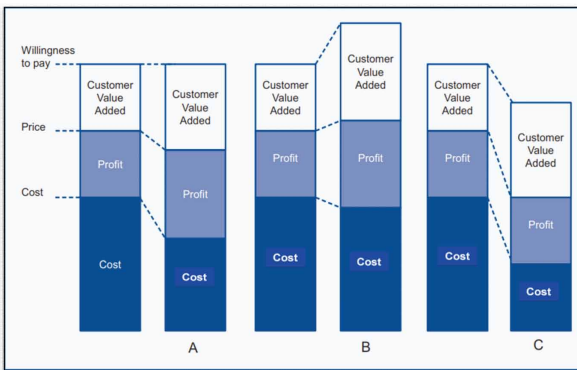 Willingness
to pay
Price
Cost
Customer
Value
Added
Profit
Cost
Customer
Value
Added
Profit
Cost
A
Customer
Value
Added
Profit
Cost
Customer
Value
Added
Profit
Cost
B
Customer
Value
Added
Profit
Cost
Customer
Value
Added
Profit
Cost
C